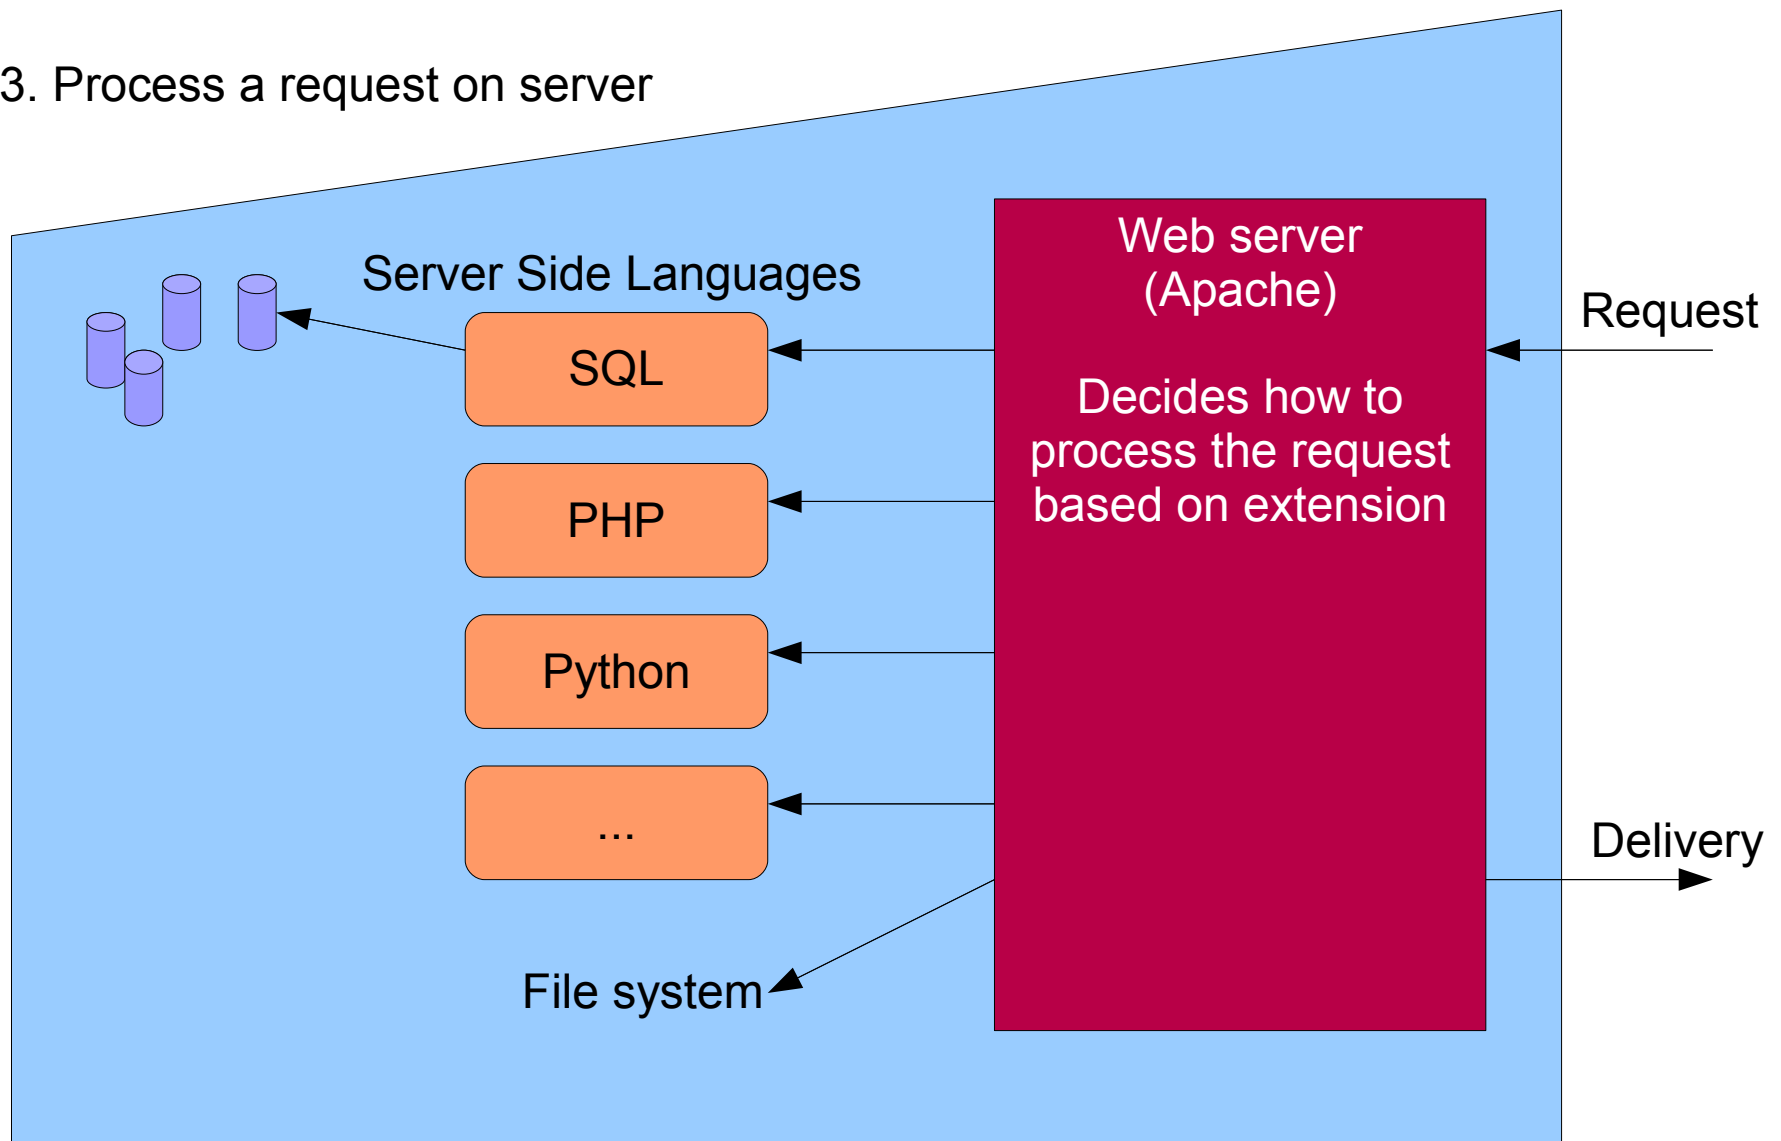 3. Process a request on server
Server Side Languages
SQL
PHP
Python
...
File system
Web server
(Apache)
Decides how to
process the request
based on extension
Request
Delivery